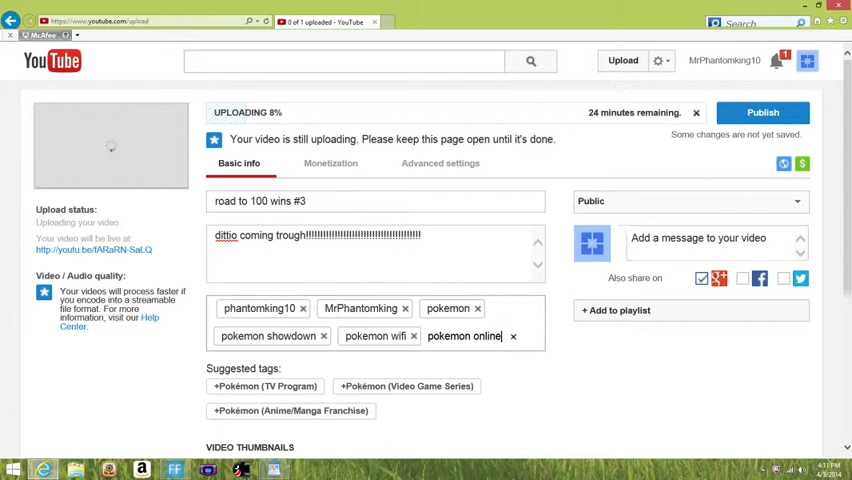 https://www.youtube.com/upload
0 of 1 uploaded - YouTube
Search
McAfee
YouTube
Upload
MrPhantomking10
1
UPLOADING 8%
24 minutes remaining.
Publish
Your video is still uploading. Please keep this page open until it's done.
Some changes are not yet saved.
Basic info
Monetization
Advanced settings
road to 100 wins #3
Public
Upload status:
Uploading your video.
Your video will be live at:
http://youtu.be/fARaRN-SaLQ
dittio coming trough!!!!!!!!!!!!!!!!!!!!!!!!!!!!!!!!!!!!!!!
Add a message to your video
Also share on
Video / Audio quality:
Your videos will process faster if you encode into a streamable file format. For more information, visit our Help Center.
phantomking10
MrPhantomking
pokemon
+ Add to playlist
pokemon showdown
pokemon wifi
pokemon online
Suggested tags:
+Pokémon (TV Program)
+Pokémon (Video Game Series)
+Pokémon (Anime/Manga Franchise)
VIDEO THUMBNAILS
4:11 PM
4/3/2014